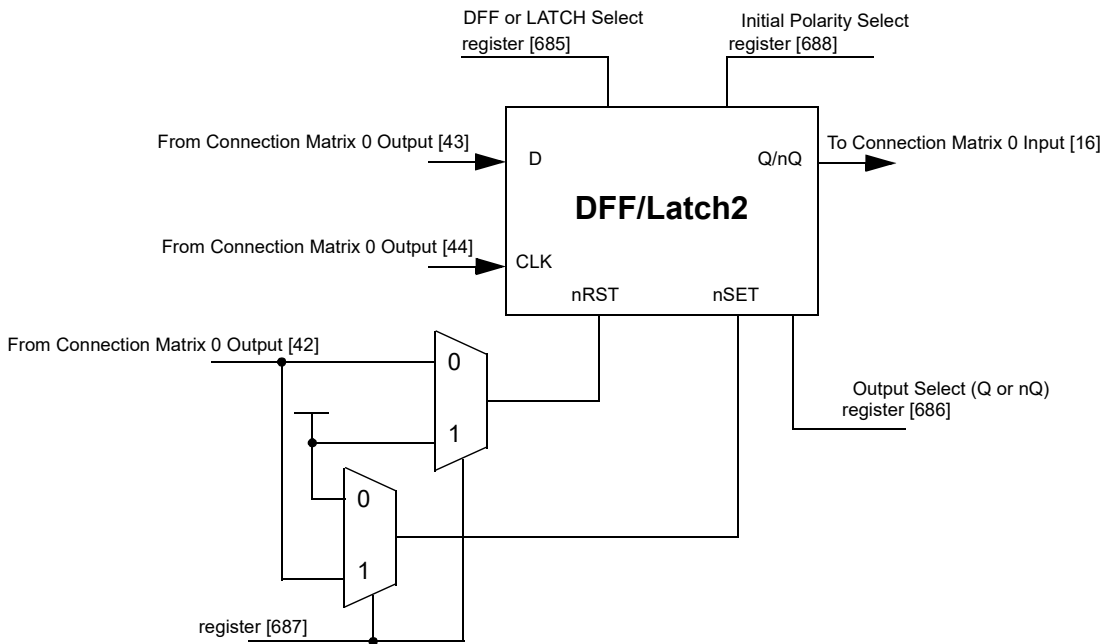 DFF or LATCH Select
register [685]
Initial Polarity Select
register [688]
From Connection Matrix 0 Output [43]
D
Q/nQ
To Connection Matrix 0 Input [16]
DFF/Latch2
From Connection Matrix 0 Output [44]
CLK
nRST
nSET
From Connection Matrix 0 Output [42]
0
1
Output Select (Q or nQ)
register [686]
0
1
register [687]